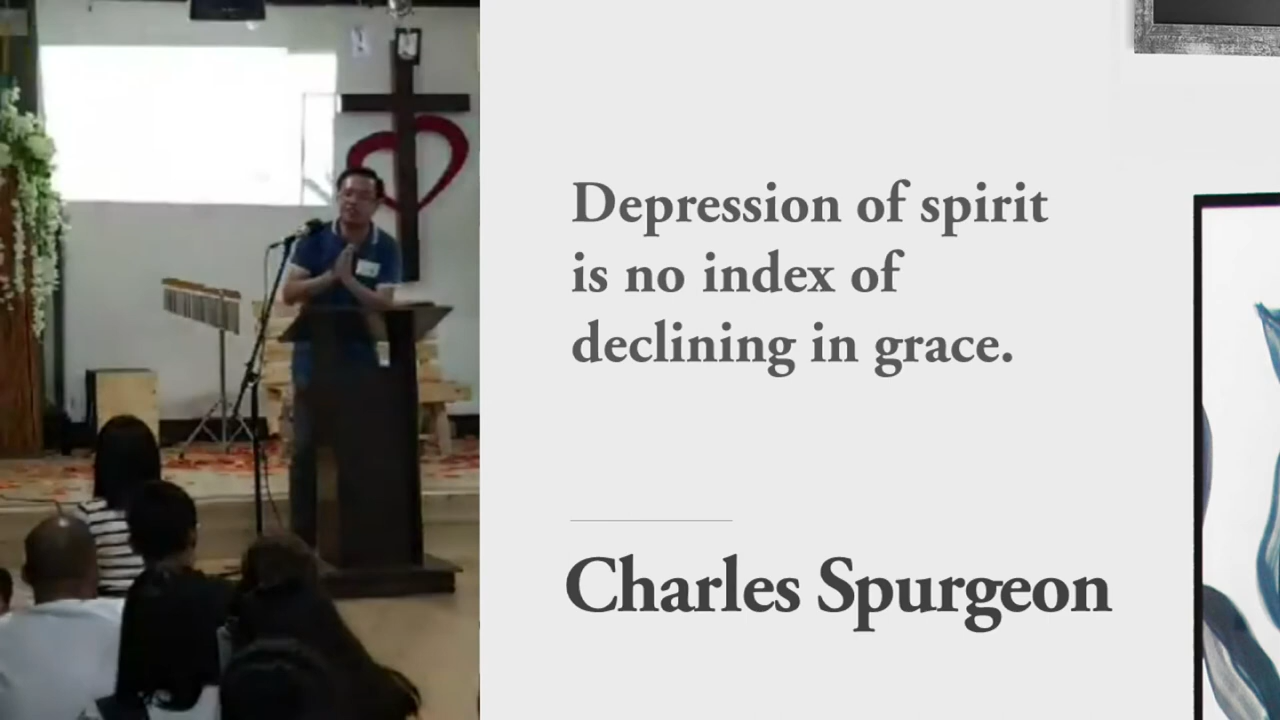 Depression of spirit
is no index of
declining in grace.
Charles Spurgeon